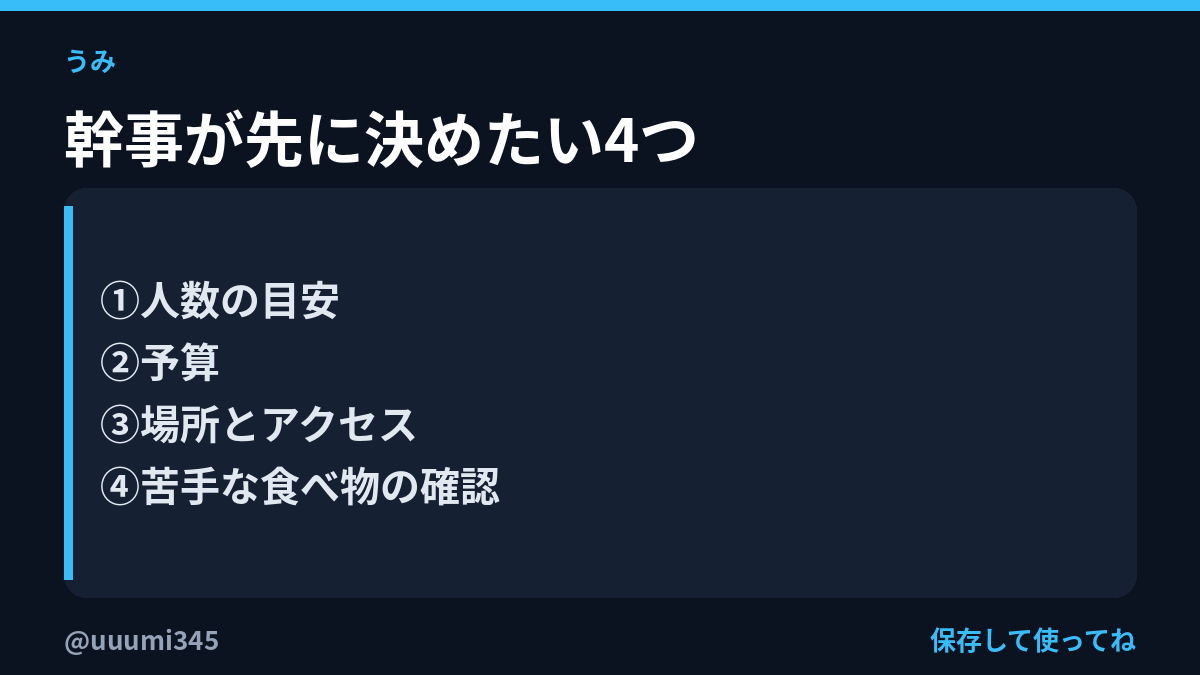 うみ
幹事が先に決めたい4つ
①人数の目安
②予算
③場所とアクセス
④苦手な食べ物の確認
@uuumi345
保存して使ってね